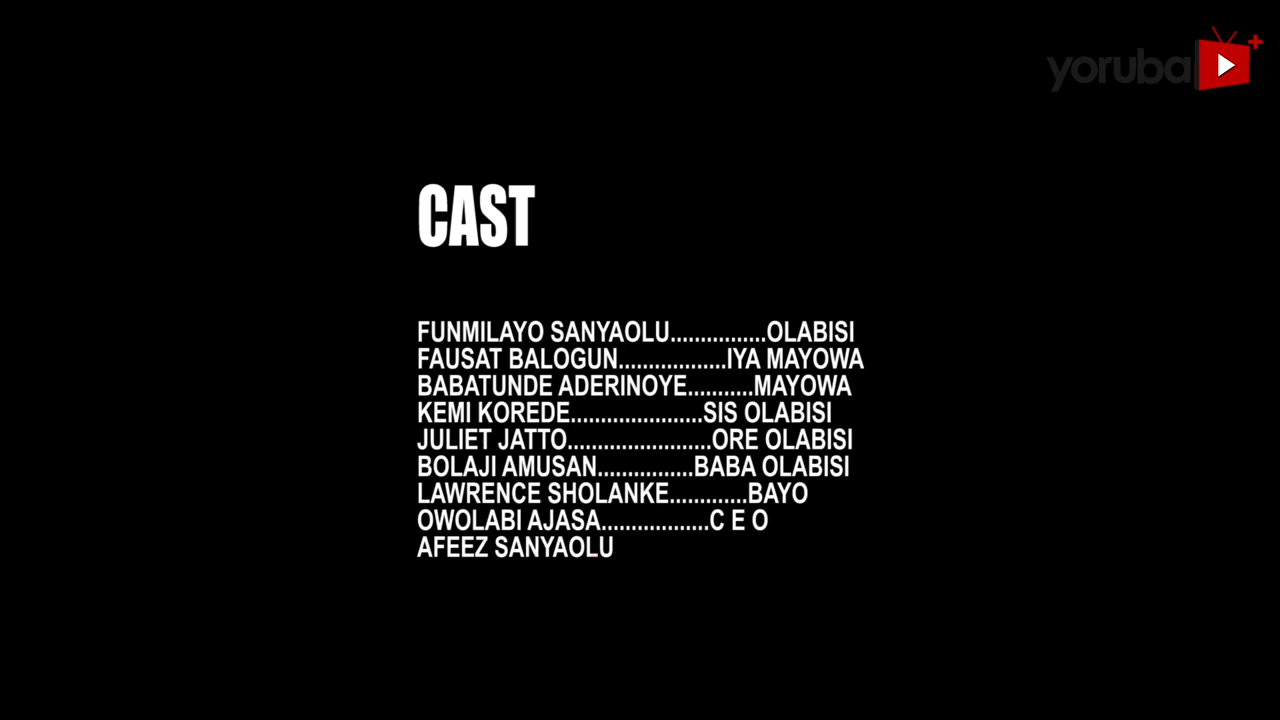 yoruba
CAST
FUNMILAYO SANYAOLU................OLABISI
FAUSAT BALOGUN..................IYA MAYOWA
BABATUNDE ADERINOYE...........MAYOWA
KEMI KOREDE......................SIS OLABISI
JULIET JATTO........................ORE OLABISI
BOLAJI AMUSAN................BABA OLABISI
LAWRENCE SHOLANKE.............BAYO
OWOLABI AJASA..................C E O
AFEEZ SANYAOLU